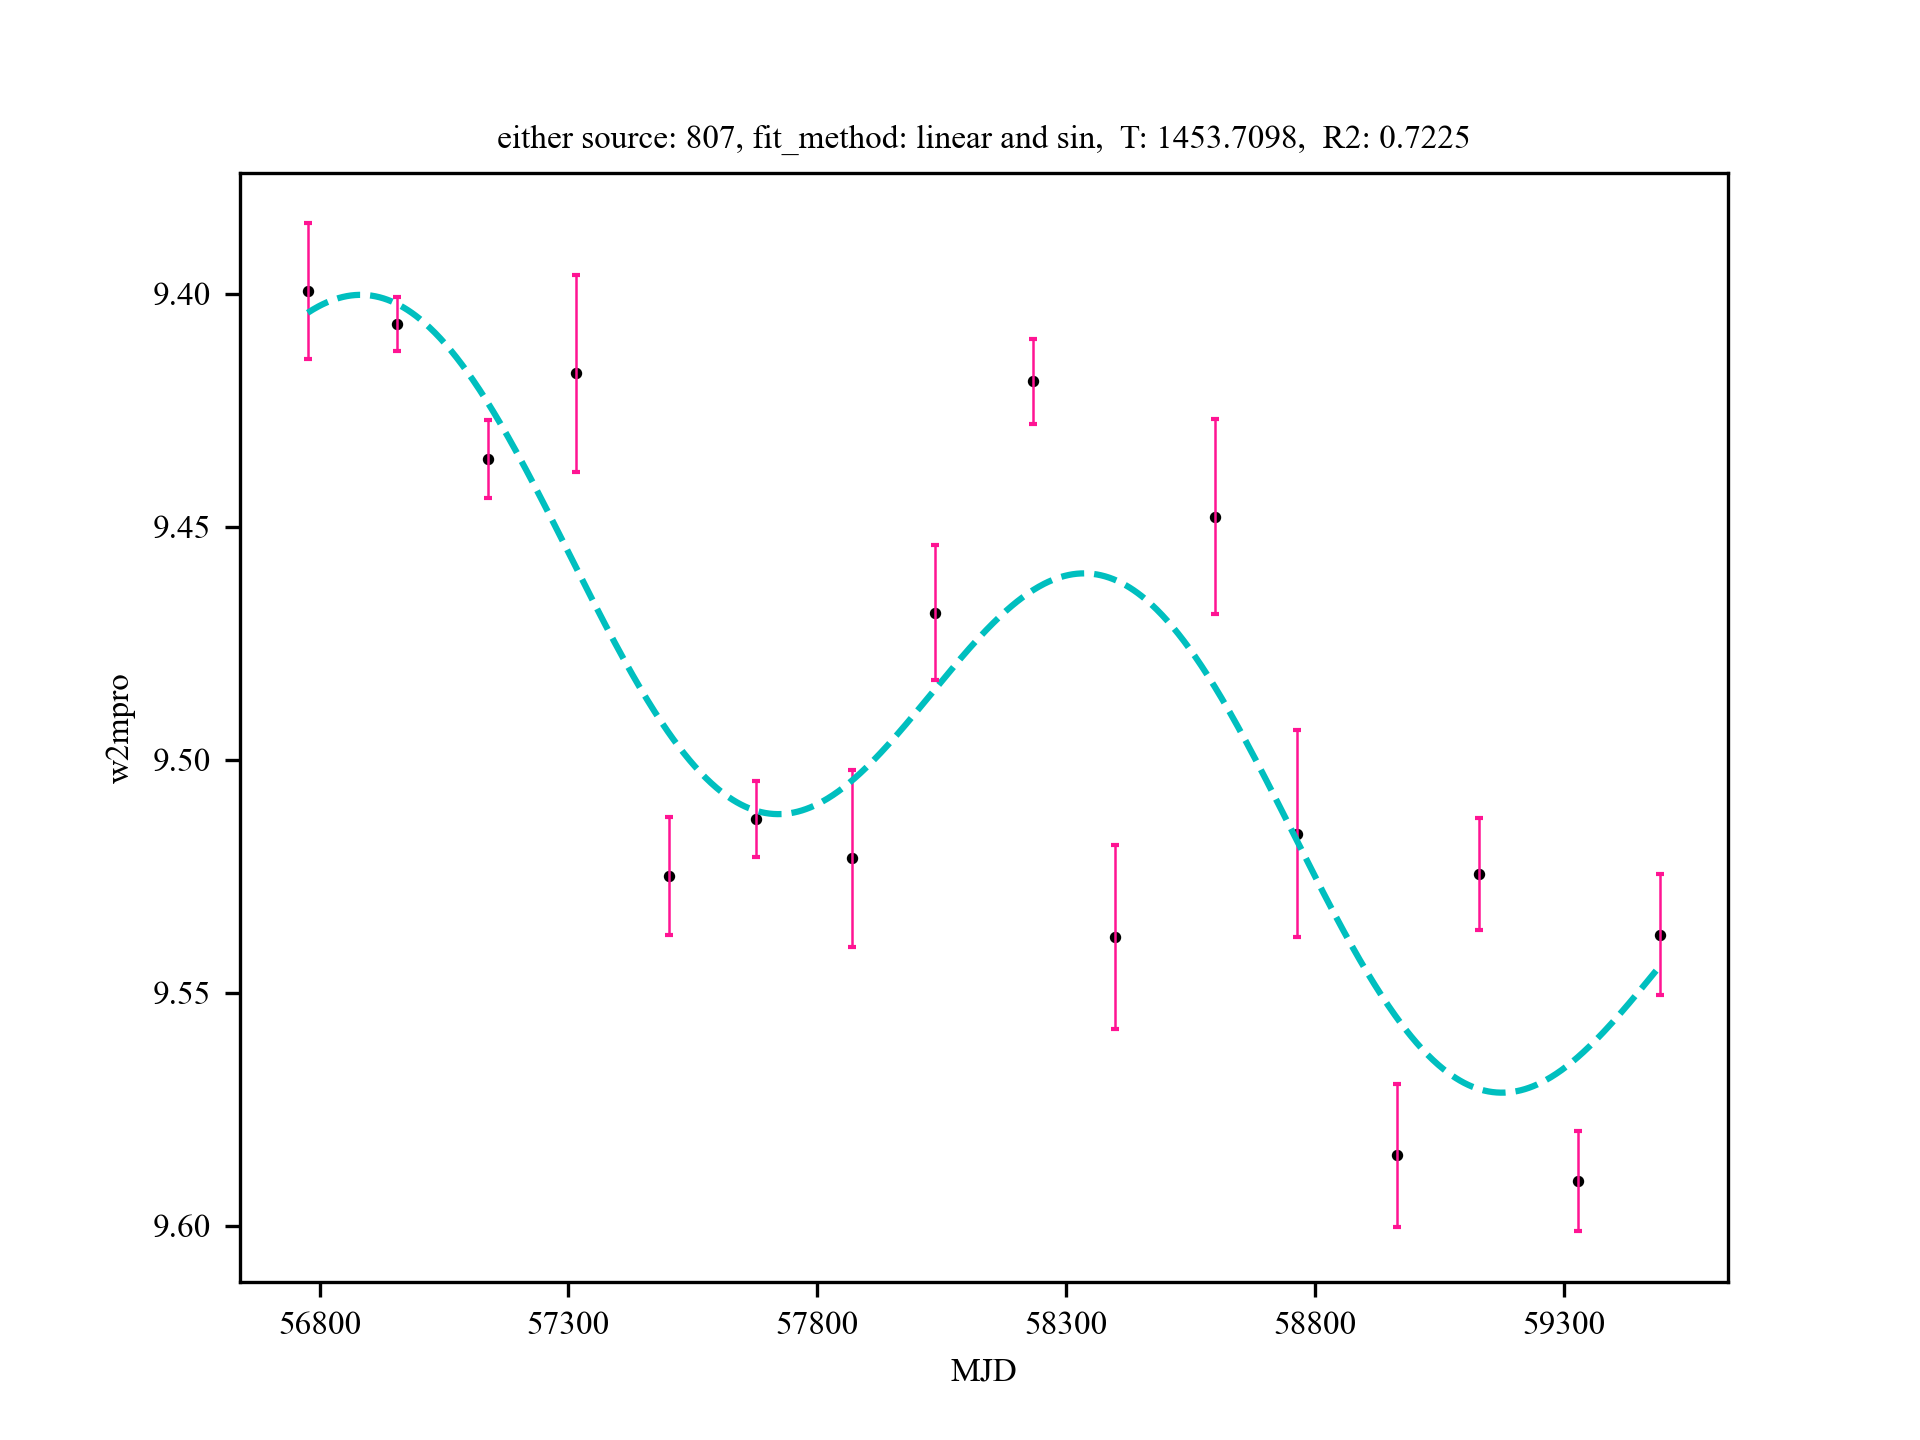 either source: 807, fit_method: linear and sin,  T: 1453.7098,  R2: 0.7225
9.40
9.45
9.50
9.55
9.60
w2mpro
56800 57300 57800 58300 58800 59300
MJD